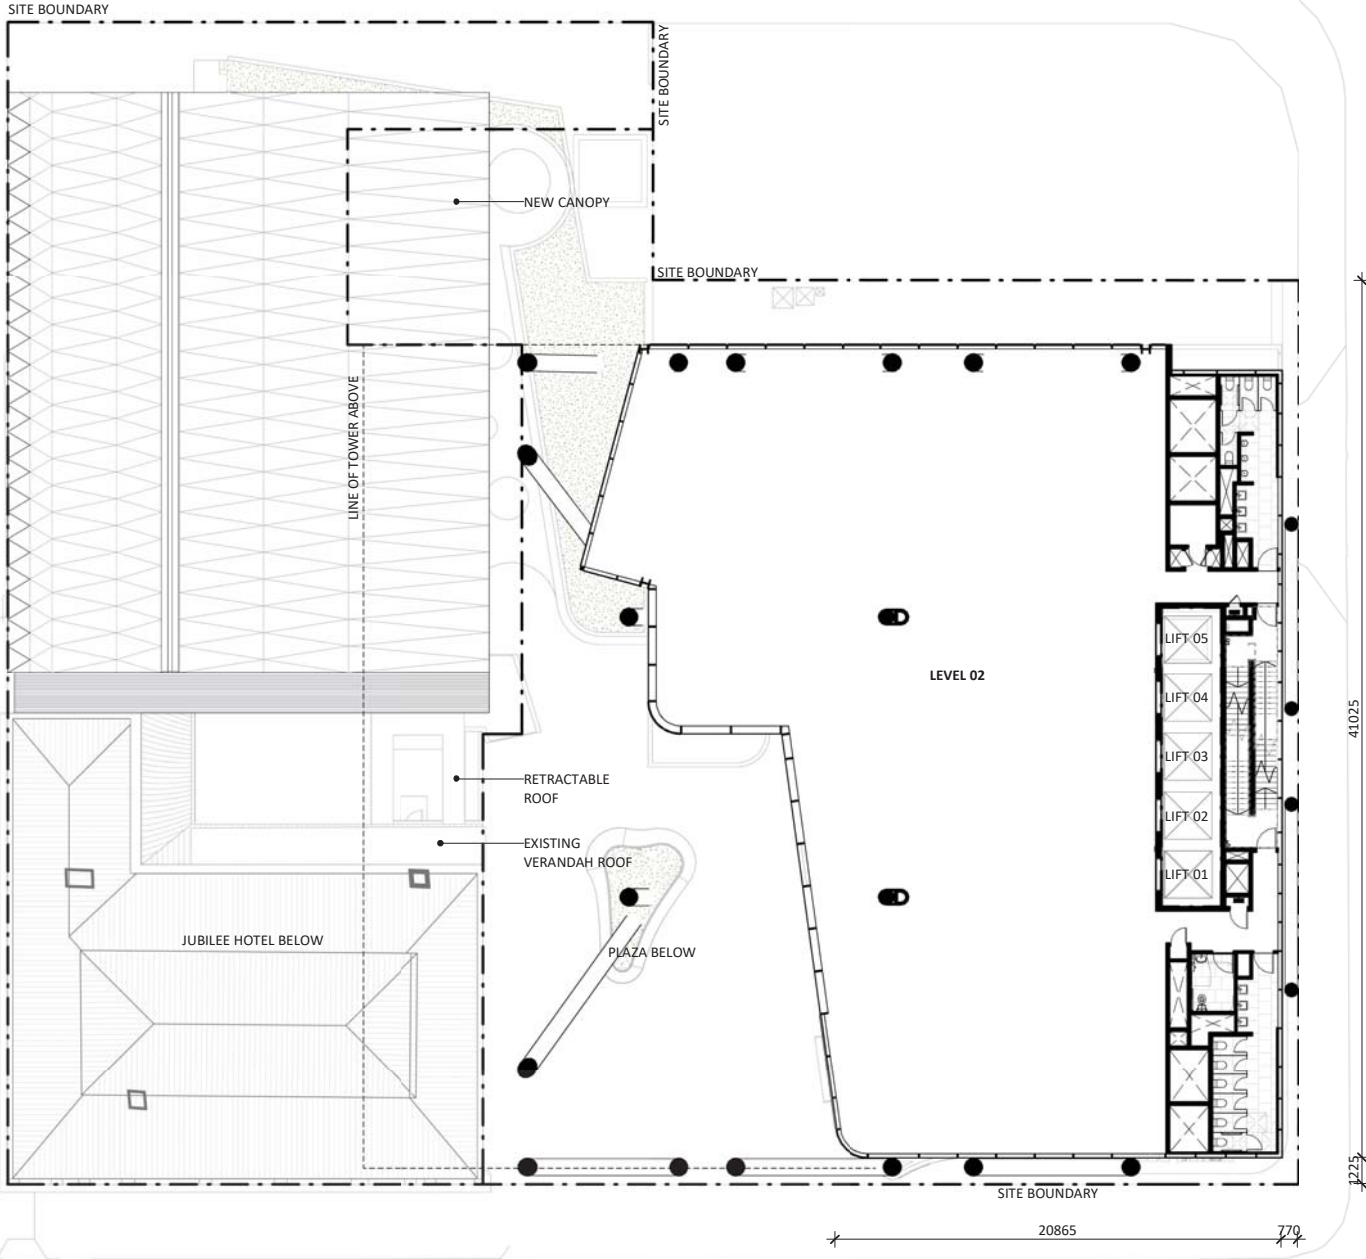 SITE BOUNDARY
SITE BOUNDARY
NEW CANOPY
SITE BOUNDARY
LINE OF TOWER ABOVE
LIFT 05
LEVEL 02
LIFT 04
41025
LIFT 03
RETRACTABLE
ROOF
LIFT 02
EXISTING
VERANDAH ROOF
LIFT 01
JUBILEE HOTEL BELOW
PLAZA BELOW
1225
SITE BOUNDARY
20865
770